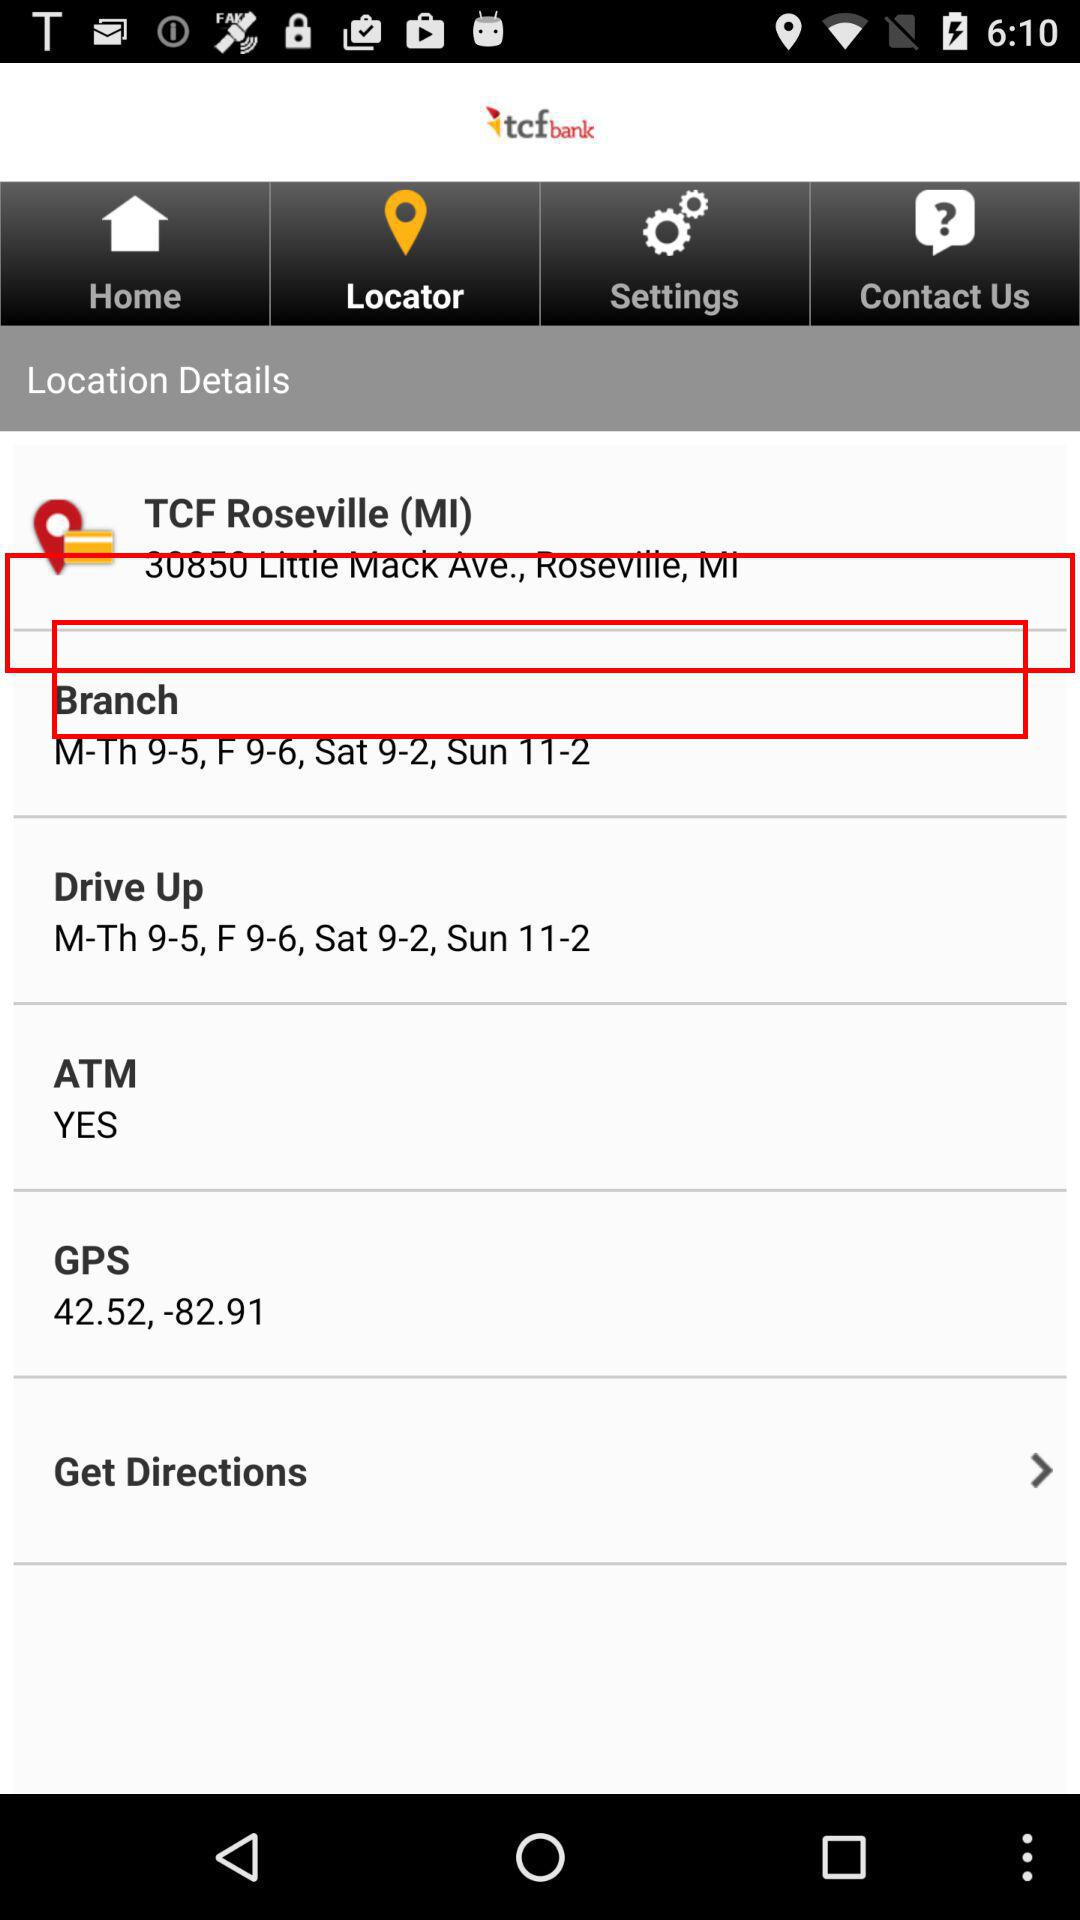 T FAKE 6:10
tcfbank
Home Locator Settings Contact Us
Location Details
TCF Roseville (MI)
30850 Little Mack Ave., Roseville, MI
Branch
M-Th 9-5, F 9-6, Sat 9-2, Sun 11-2
Drive Up
M-Th 9-5, F 9-6, Sat 9-2, Sun 11-2
ATM
YES
GPS
42.52, -82.91
Get Directions